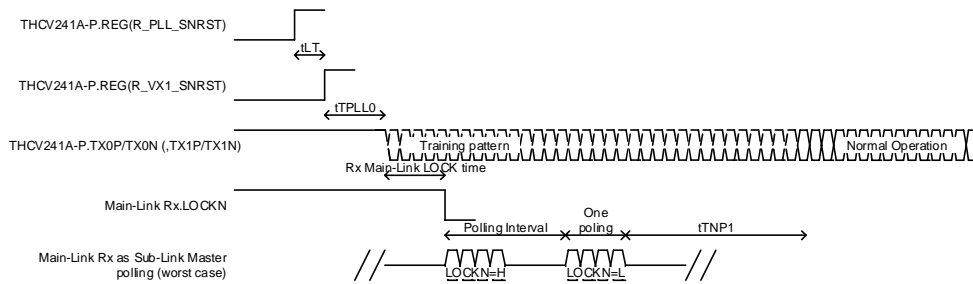 THCV241A-P.REG(R_PLL_SNRST)
tLT
THCV241A-P.REG(R_VX1_SNRST)
tTPLL0
THCV241A-P.TX0P/TX0N (,TX1P/TX1N)
Training pattern
Normal Operation
Rx Main-Link LOCK time
Main-Link Rx.LOCKN
Polling Interval
One
poling
tTNP1
Main-Link Rx as Sub-Link Master
polling (worst case)
LOCKN=H
LOCKN=L